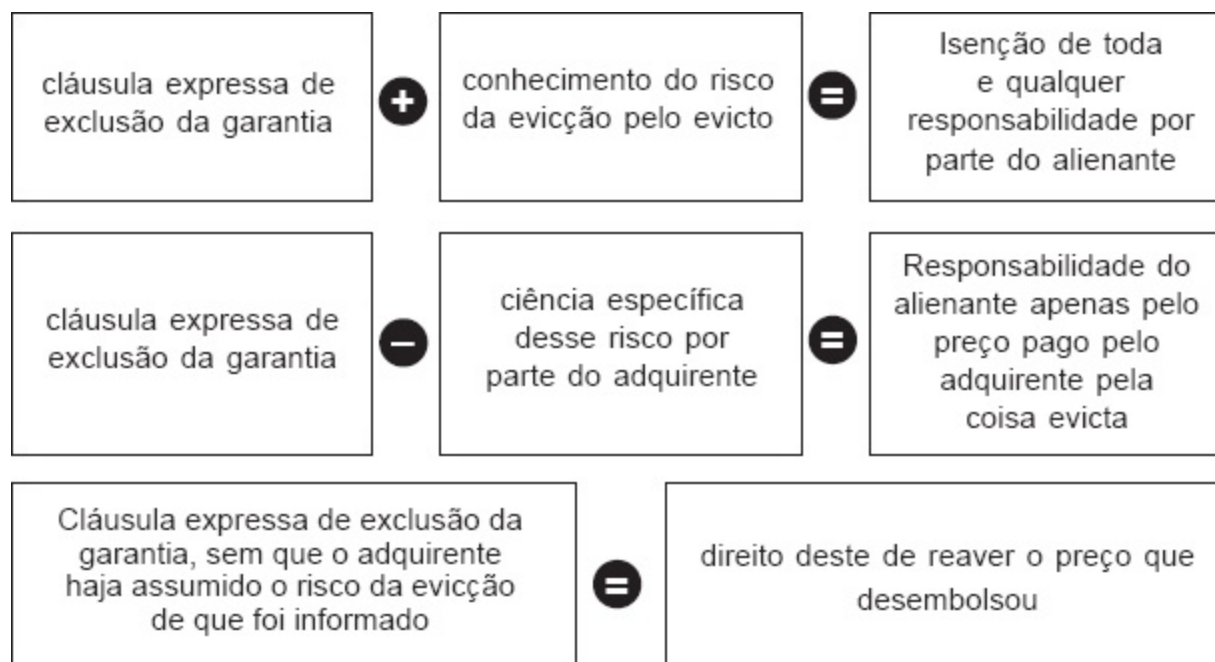 cláusula expressa de
exclusão da garantia
+
conhecimento do risco
da evicção pelo evicto
=
Isenção de toda
e qualquer
responsabilidade por
parte do alienante
cláusula expressa de
exclusão da garantia
–
ciência específica
desse risco por
parte do adquirente
=
Responsabilidade do
alienante apenas pelo
preço pago pelo
adquirente pela
coisa evicta
Cláusula expressa de exclusão da
garantia, sem que o adquirente
haja assumido o risco da evicção
de que foi informado
=
direito deste de reaver o preço que
desembolsou